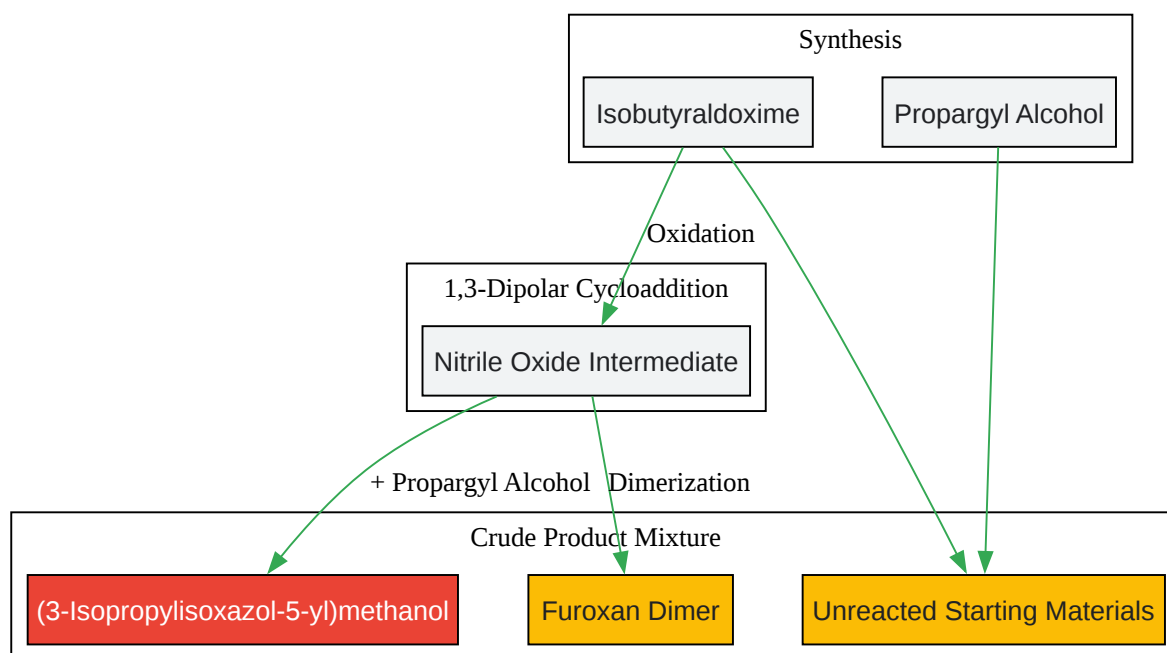 Synthesis
Isobutyraldoxime
Propargyl Alcohol
Oxidation
1,3-Dipolar Cycloaddition
Nitrile Oxide Intermediate
+ Propargyl Alcohol
Dimerization
Crude Product Mixture
(3-Isopropylisoxazol-5-yl)methanol
Furoxan Dimer
Unreacted Starting Materials